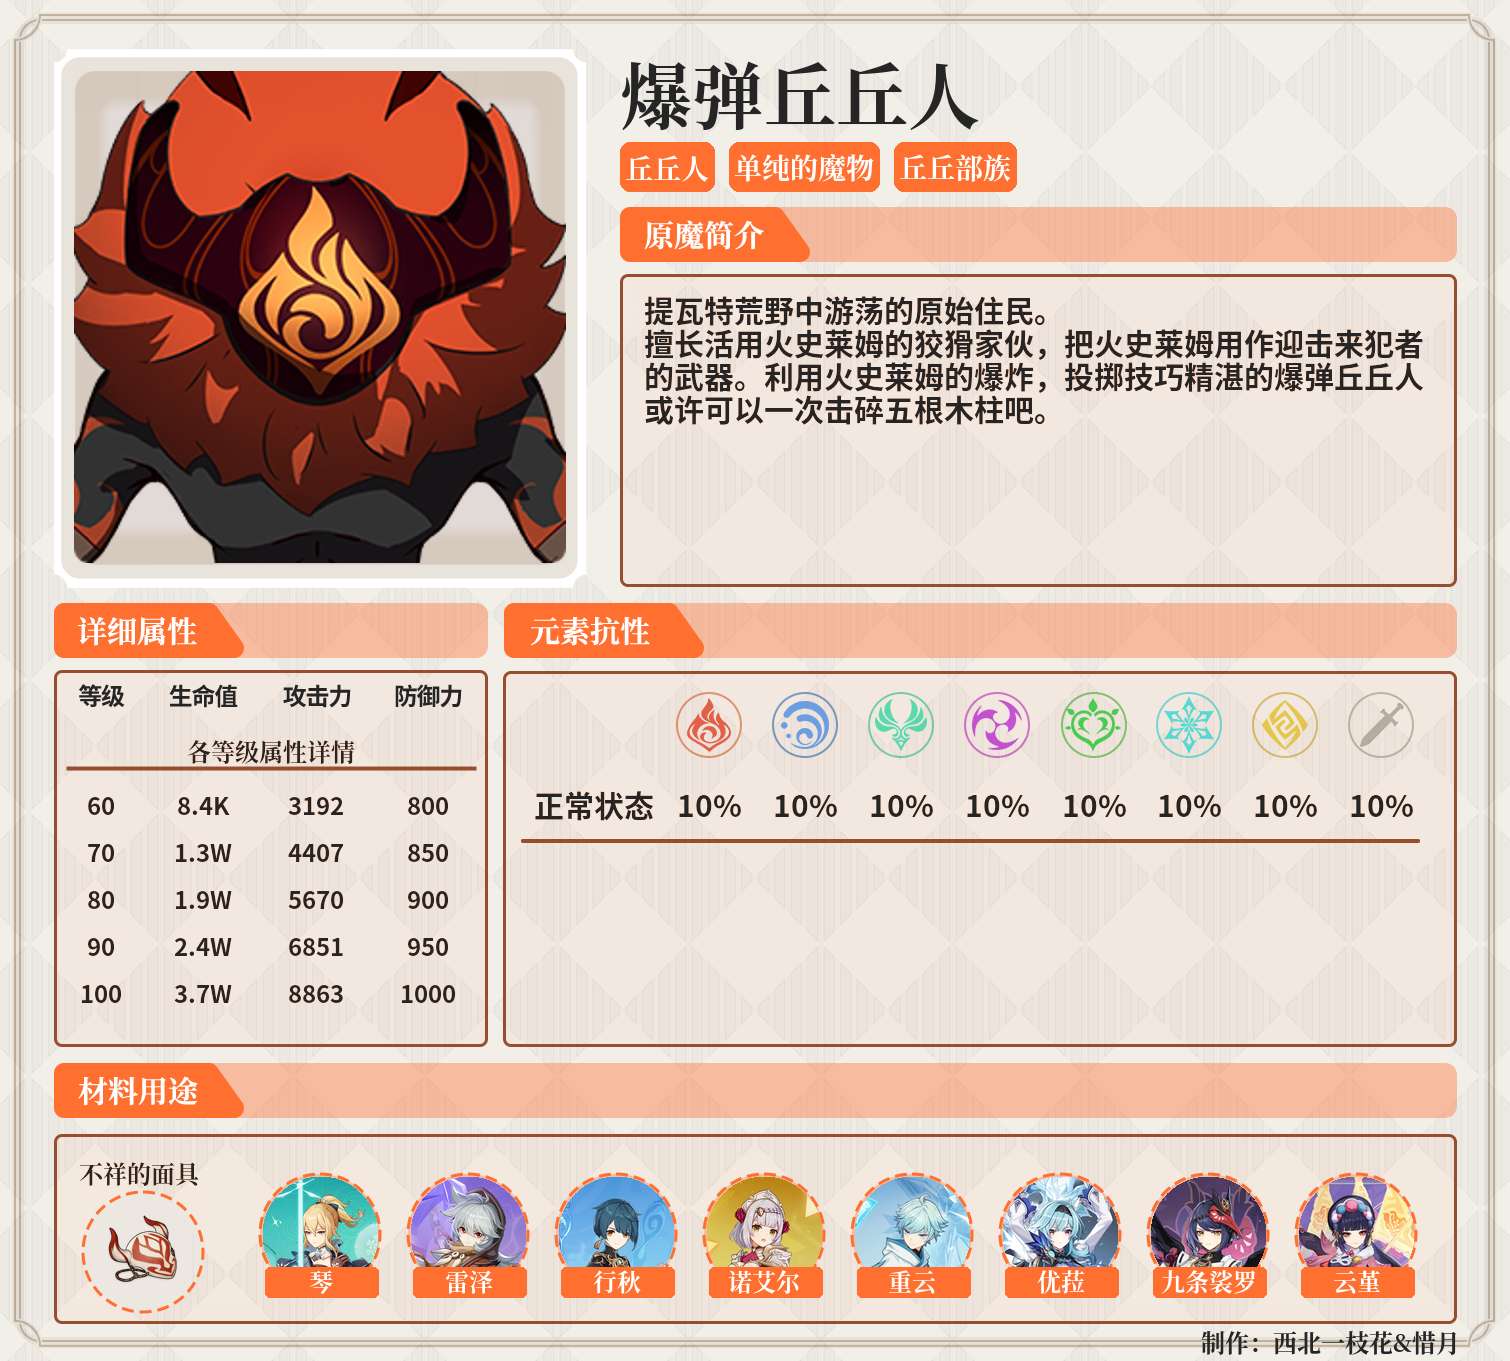 爆弹丘丘人
丘丘人 单纯的魔物 丘丘部族
原魔简介
提瓦特荒野中游荡的原始住民。
擅长活用火史莱姆的狡猾家伙，把火史莱姆用作迎击来犯者
的武器。利用火史莱姆的爆炸，投掷技巧精湛的爆弹丘丘人
或许可以一次击碎五根木柱吧。
详细属性
等级 生命值 攻击力 防御力
各等级属性详情
60 8.4K 3192 800
70 1.3W 4407 850
80 1.9W 5670 900
90 2.4W 6851 950
100 3.7W 8863 1000
元素抗性
正常状态 10% 10% 10% 10% 10% 10% 10% 10%
材料用途
不祥的面具
琴 雷泽 行秋 诺艾尔 重云 优菈 九条裟罗 云堇
制作：西北一枝花&惜月